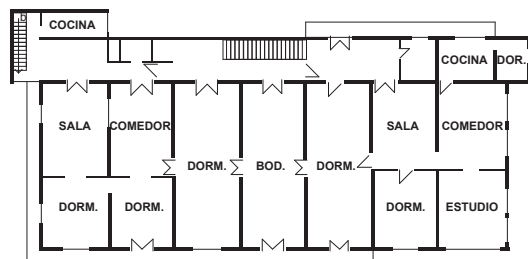 D
COCINA
COCINA
DOR.
SALA
COMEDOR
SALA
COMEDOR
DORM.
BOD.
DORM.
DORM.
DORM.
DORM.
ESTUDIO